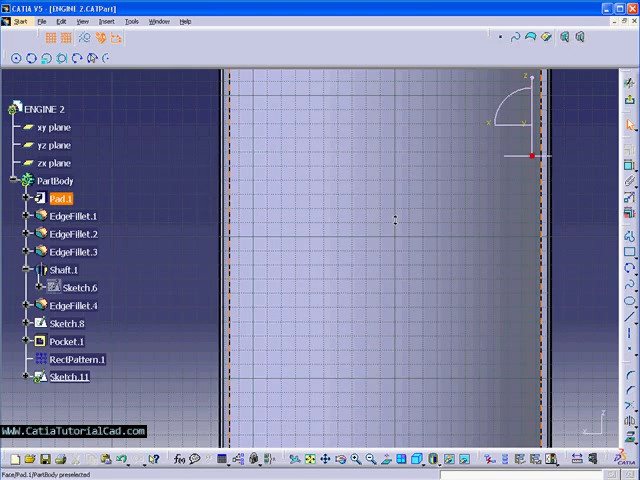 CATIA V5 - [ENGINE 2.CATPart]
Start File Edit View Insert Tools Window Help
ENGINE 2
xy plane
yz plane
zx plane
PartBody
Pad.1
EdgeFillet.1
EdgeFillet.2
EdgeFillet.3
Shaft.1
Sketch.6
EdgeFillet.4
Sketch.8
Pocket.1
RectPattern.1
Sketch.11
WWW.CatiaTutorialCad.com
Face/Pad.1/PartBody preselected